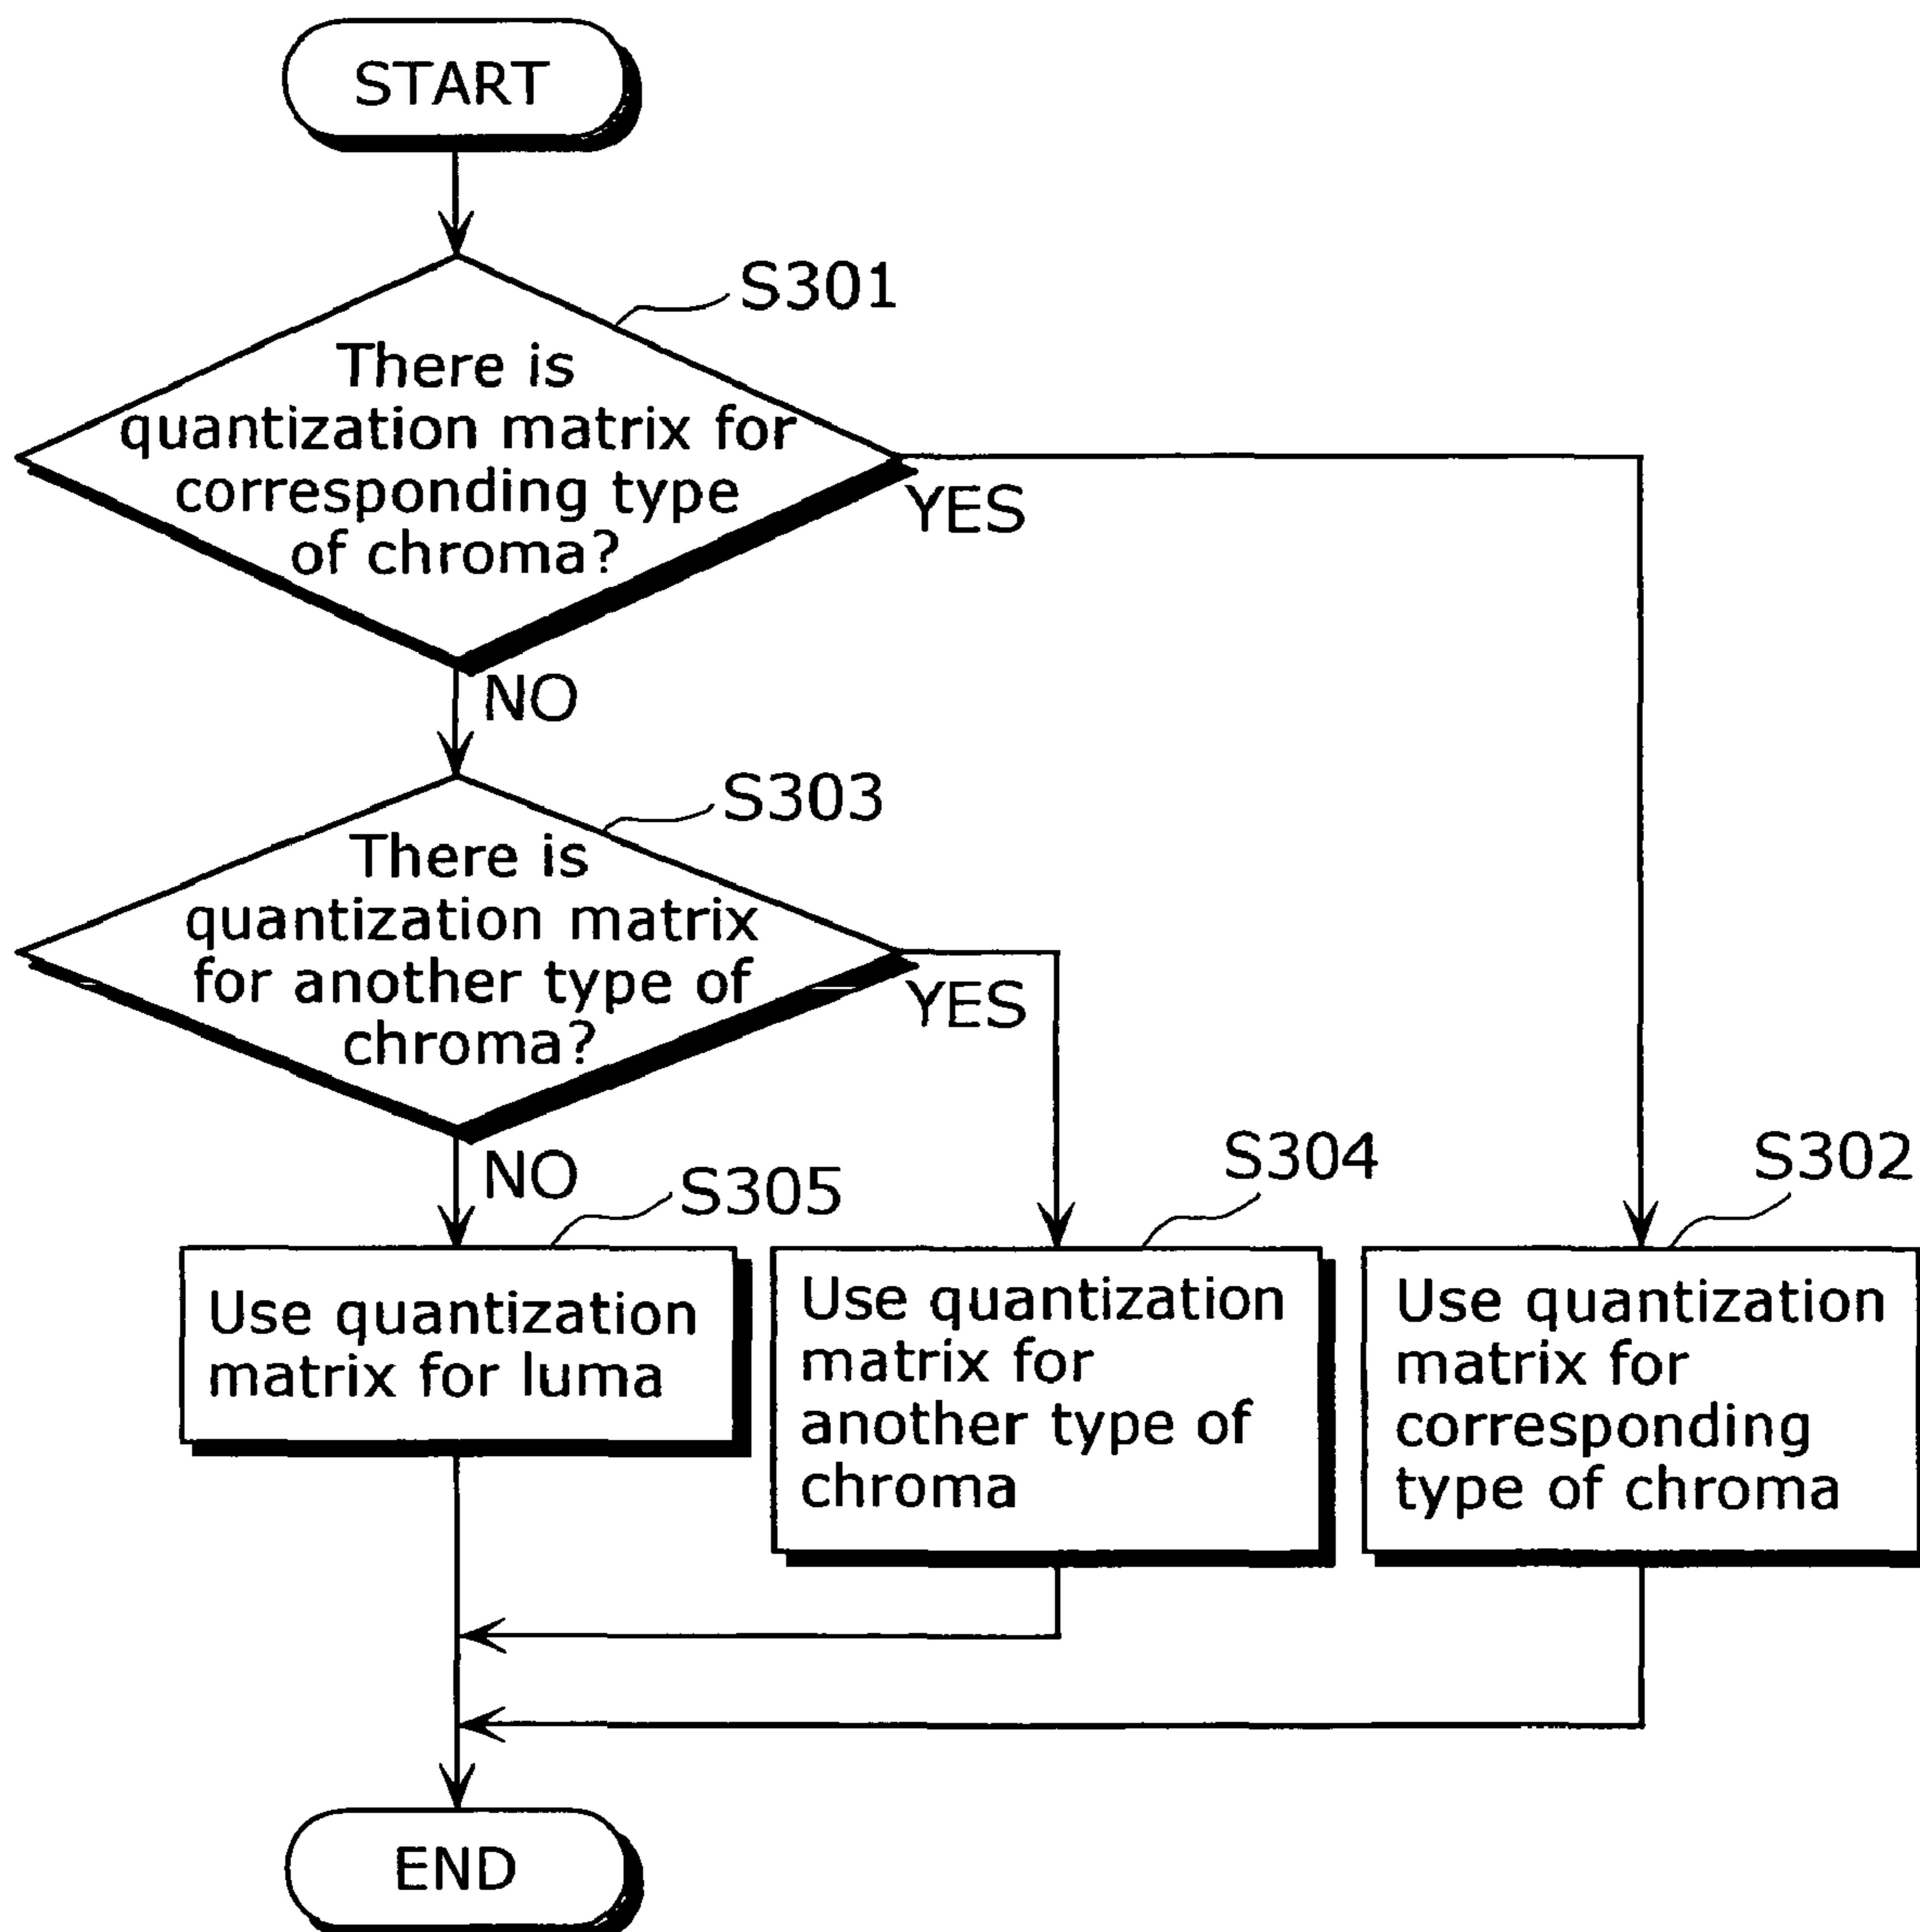 START
S301
There is
quantization matrix for
corresponding type
of chroma?
YES
NO
S303
There is
quantization matrix
for another type of
chroma?
YES
NO
S305
Use quantization
matrix for luma
S304
Use quantization
matrix for
another type of
chroma
S302
Use quantization
matrix for
corresponding
type of chroma
END